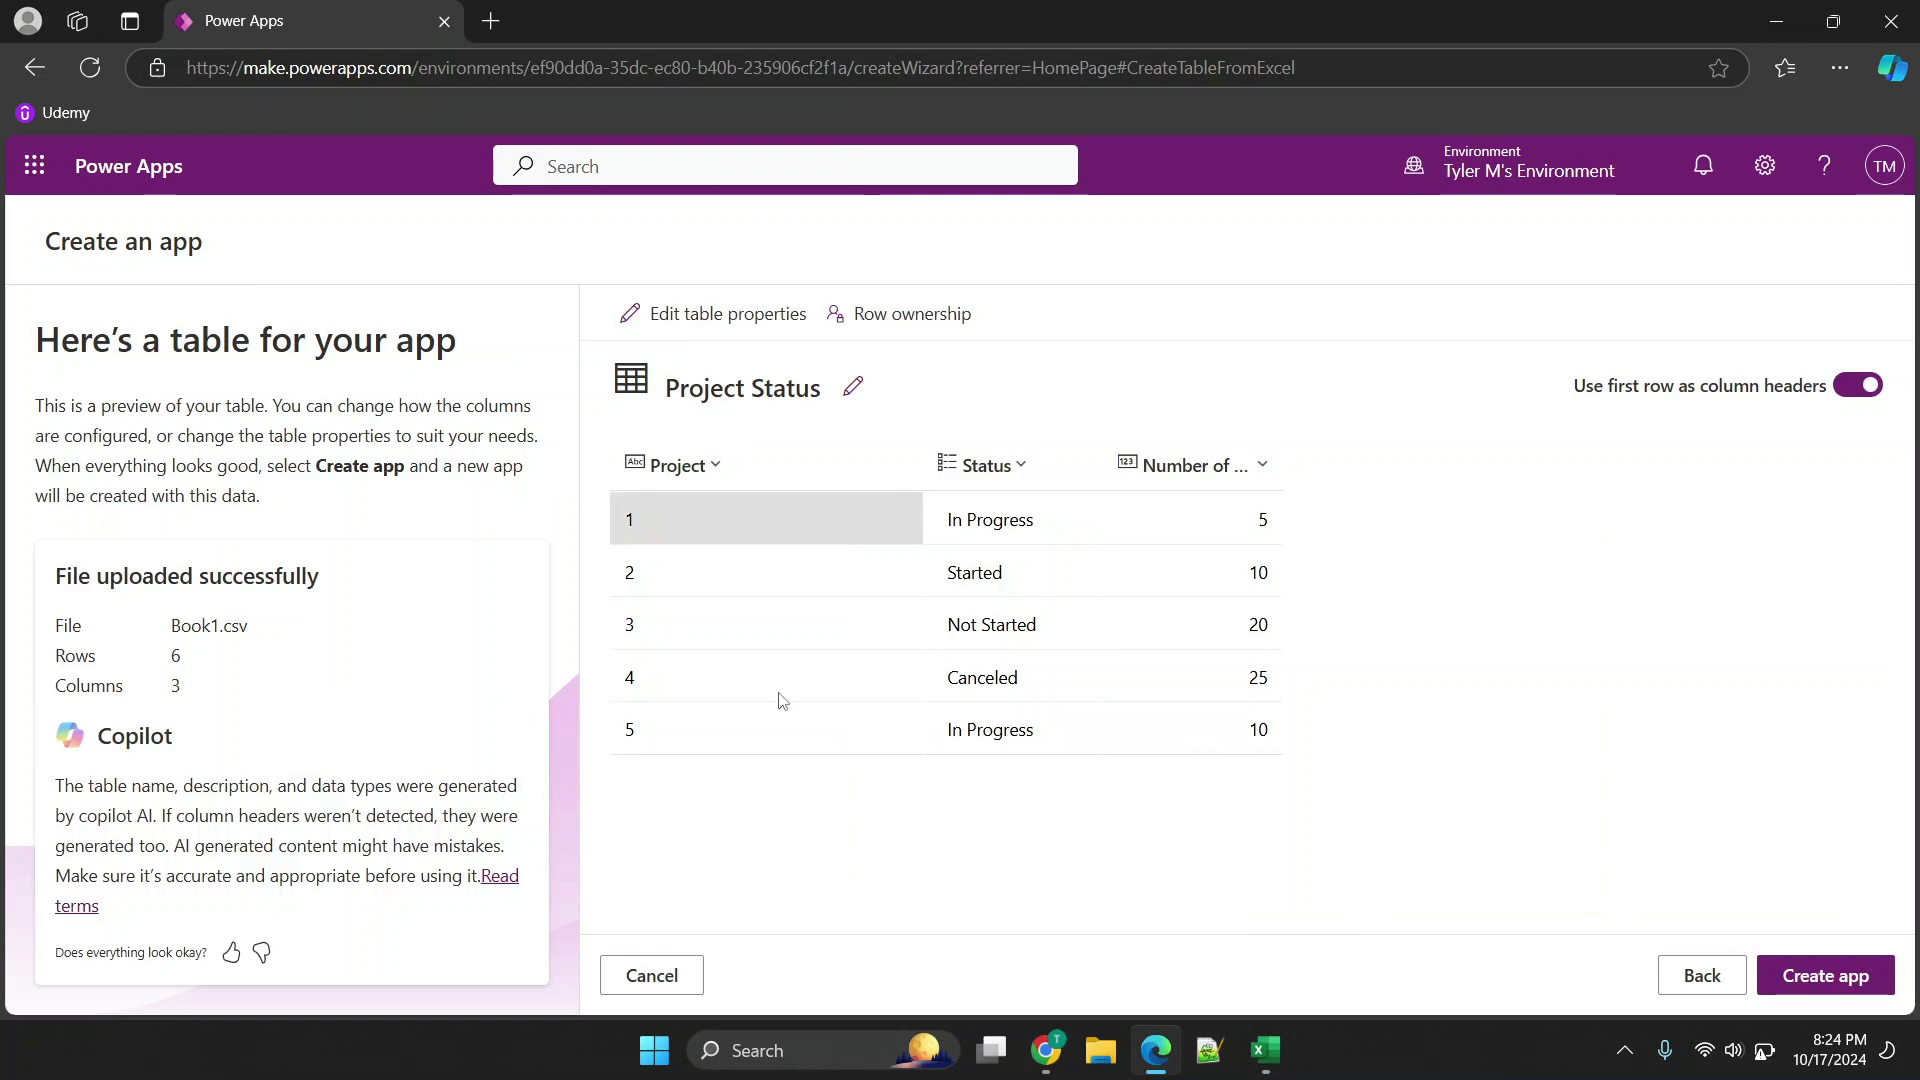 Power Apps
https://make.powerapps.com/environments/ef90dd0a-35dc-ec80-b40b-235906cf2f1a/createWizard?referrer=HomePage#CreateTableFromExcel
Udemy
Power Apps
Search
Environment
Tyler M's Environment
TM
Create an app
Here's a table for your app
This is a preview of your table. You can change how the columns
are configured, or change the table properties to suit your needs.
When everything looks good, select Create app and a new app
will be created with this data.
File uploaded successfully
File Book1.csv
Rows 6
Columns 3
Copilot
The table name, description, and data types were generated
by copilot AI. If column headers weren't detected, they were
generated too. AI generated content might have mistakes.
Make sure it's accurate and appropriate before using it.Read
terms
Does everything look okay?
Edit table properties Row ownership
Project Status
Use first row as column headers
Abc Project Status 123 Number of ...
1 In Progress 5
2 Started 10
3 Not Started 20
4 Canceled 25
5 In Progress 10
Cancel
Back
Create app
Search
T
8:24 PM
10/17/2024